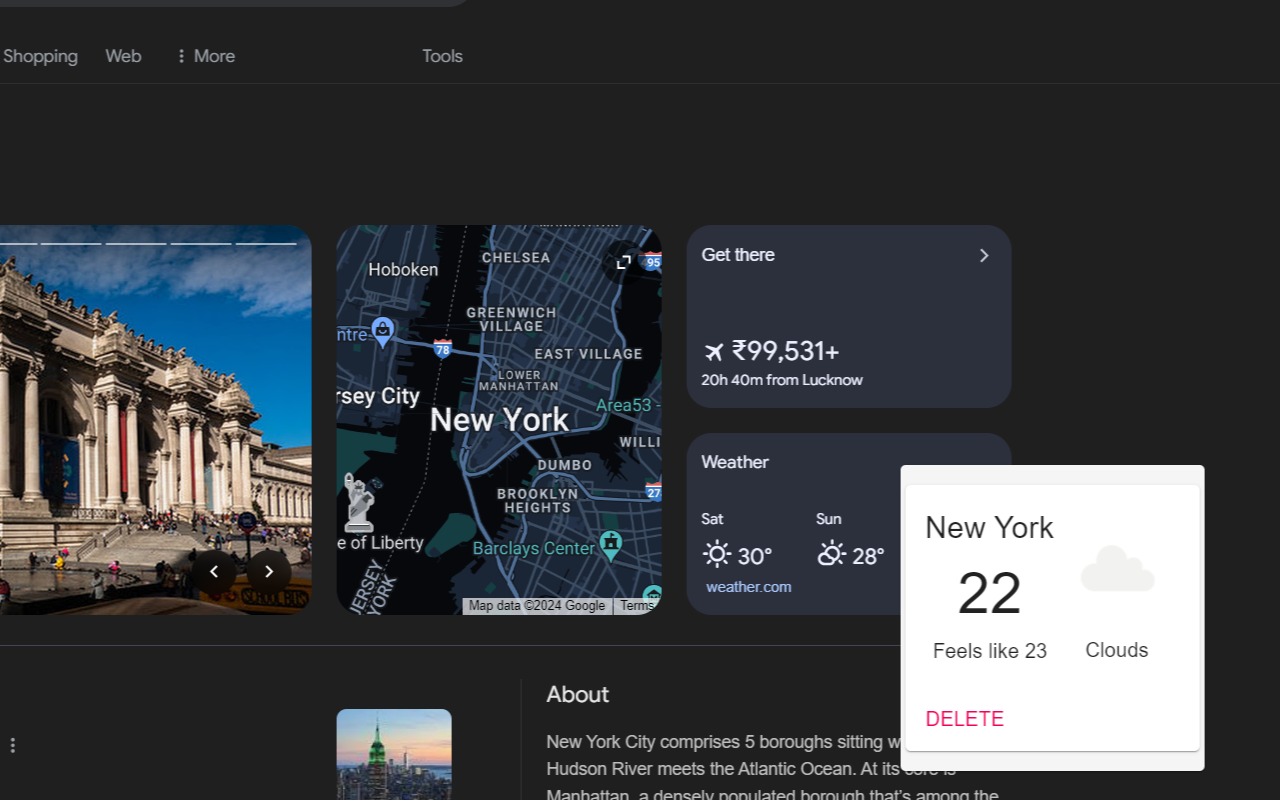 Shopping
Web
More
Tools
Hoboken
CHELSEA
95
GREENWICH
VILLAGE
ntre
78
EAST VILLAGE
LOWER
MANHATTAN
rsey City
New York
Area53 -
WILLI
DUMBO
BROOKLYN
HEIGHTS
27
e of Liberty
Barclays Center
JERSEY
YORK
Map data ©2024 Google
Terms
SCHOOL BUS
Get there
₹99,531+
20h 40m from Lucknow
Weather
Sat
Sun
30°
28°
weather.com
New York
22
Feels like 23
Clouds
DELETE
About
New York City comprises 5 boroughs sitting w
Hudson River meets the Atlantic Ocean. At its core is
Manhattan, a densely populated borough that's among the